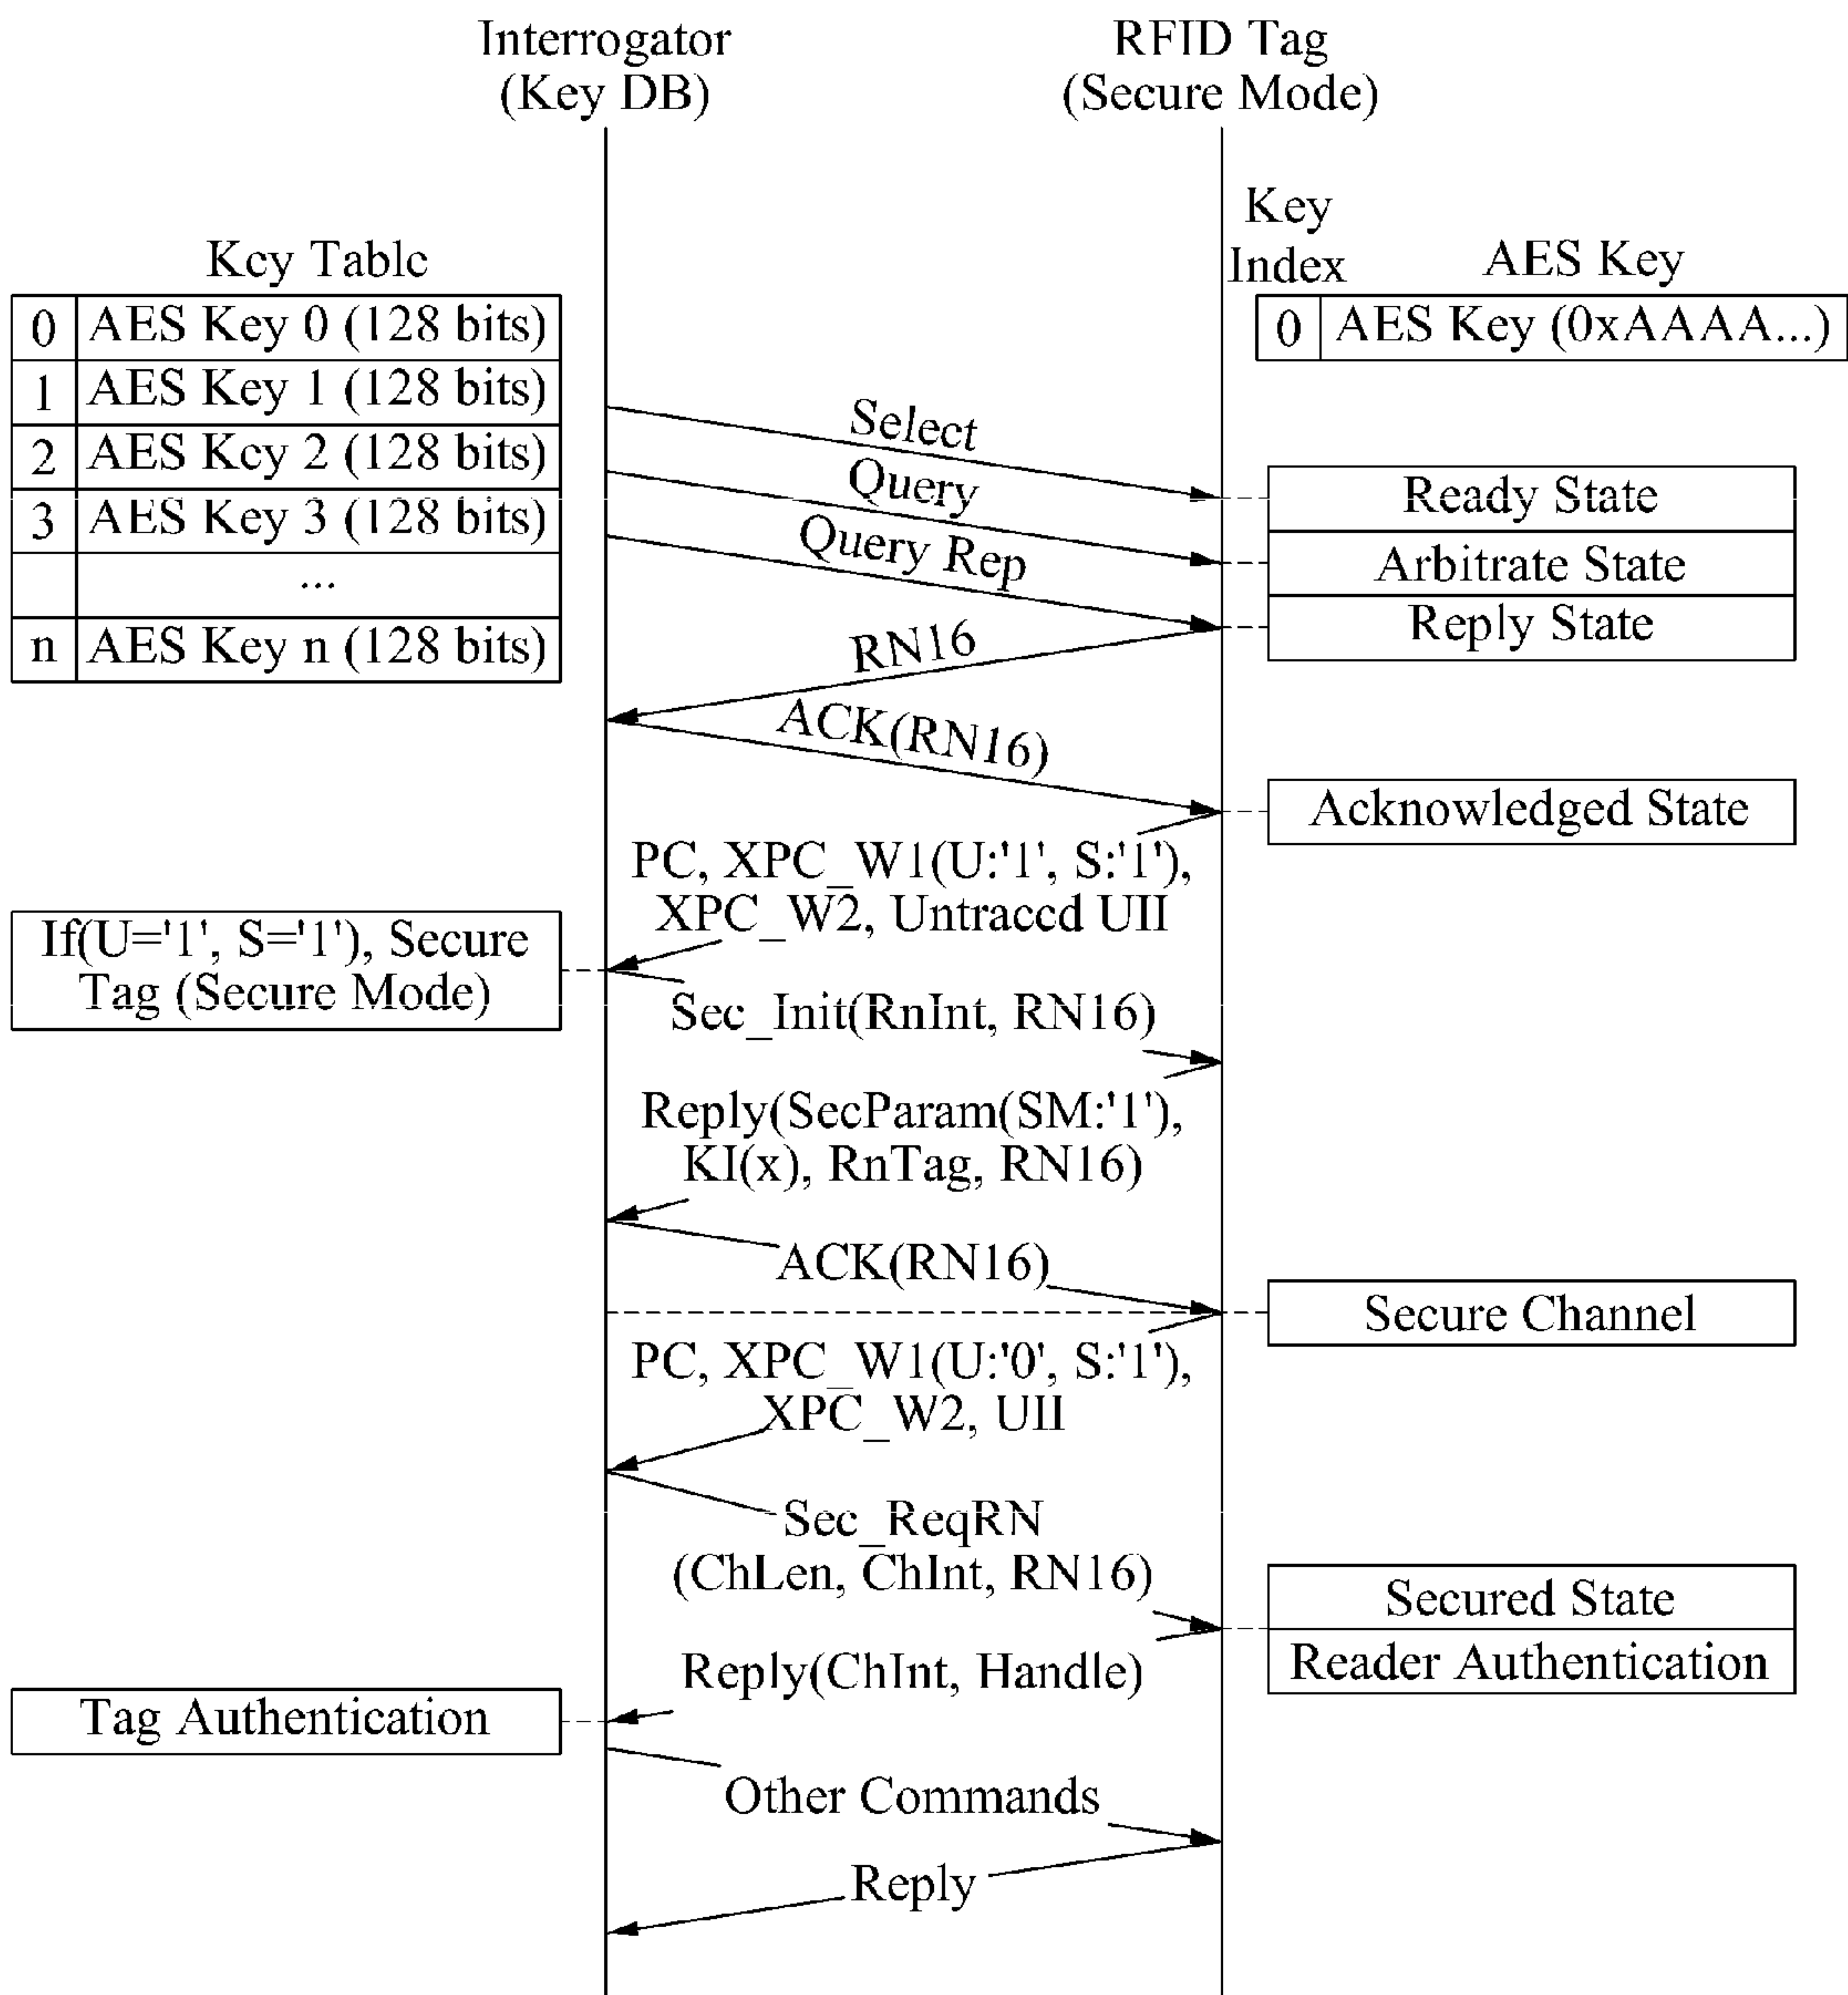 Interrogator
(Key DB)
RFID Tag
(Secure Mode)
Key Table
0 AES Key 0 (128 bits)
1 AES Key 1 (128 bits)
2 AES Key 2 (128 bits)
3 AES Key 3 (128 bits)
...
n AES Key n (128 bits)
Key
Index
AES Key
0 AES Key (0xAAAA...)
Select
Query
Query Rep
Ready State
Arbitrate State
Reply State
RN16
ACK(RN16)
Acknowledged State
PC, XPC_W1(U:'1', S:'1'),
XPC_W2, Untraced UII
If(U='1', S='1'), Secure
Tag (Secure Mode)
Sec_Init(RnInt, RN16)
Reply(SecParam(SM:'1'),
KI(x), RnTag, RN16)
ACK(RN16)
Secure Channel
PC, XPC_W1(U:'0', S:'1'),
XPC_W2, UII
Sec_ReqRN
(ChLen, ChInt, RN16)
Secured State
Reader Authentication
Reply(ChInt, Handle)
Tag Authentication
Other Commands
Reply